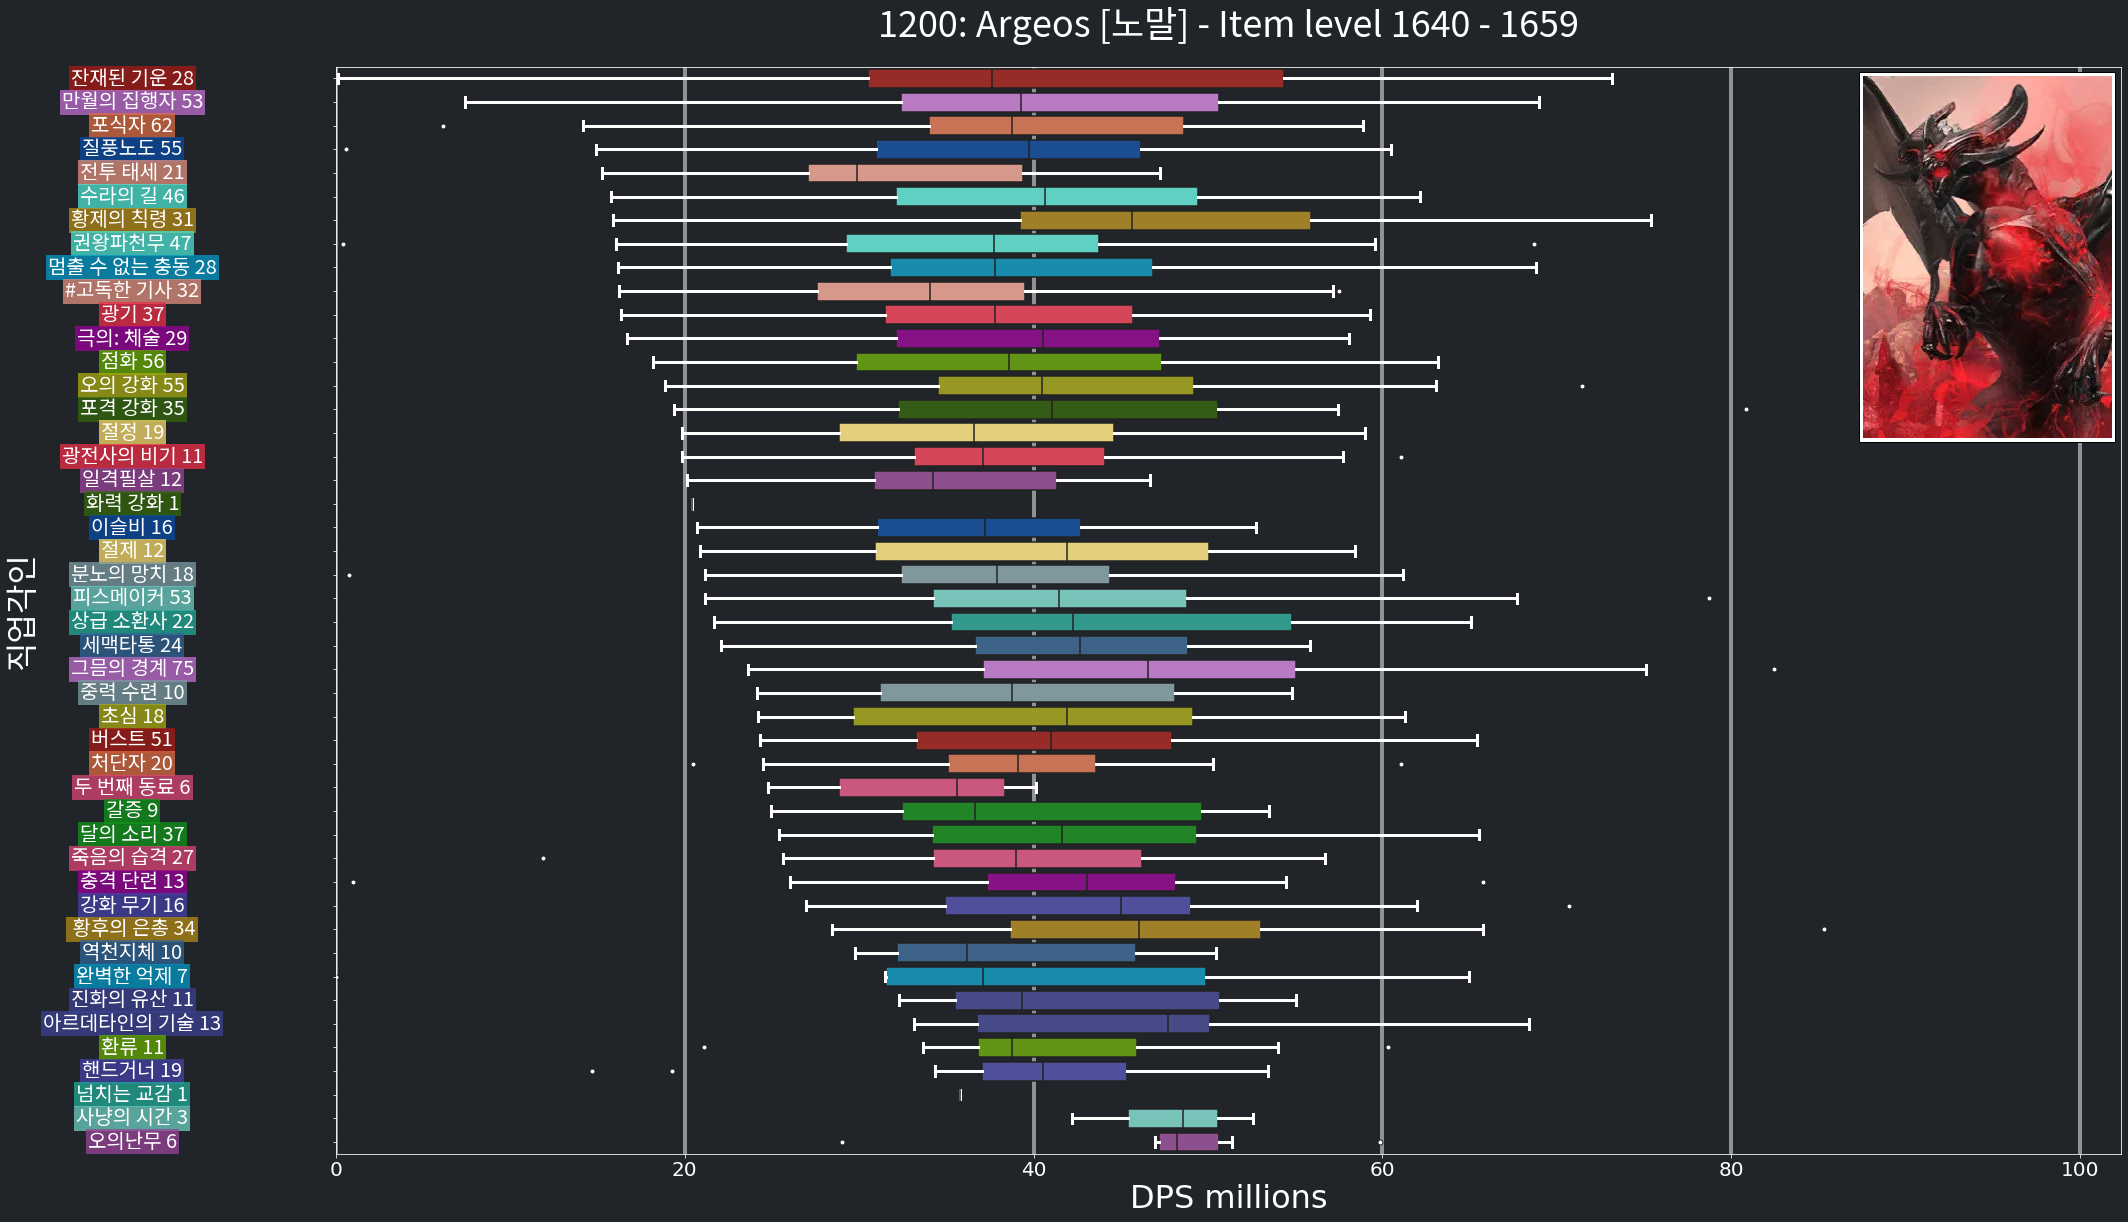 1200: Argeos [노말] - Item level 1640 - 1659
잔재된 기운 28
만월의 집행자 53
포식자 62
질풍노도 55
전투 태세 21
수라의 길 46
황제의 칙령 31
권왕파천무 47
멈출 수 없는 충동 28
#고독한 기사 32
광기 37
극의: 체술 29
점화 56
오의 강화 55
포격 강화 35
절정 19
광전사의 비기 11
일격필살 12
화력 강화 1
이슬비 16
절제 12
분노의 망치 18
피스메이커 53
상급 소환사 22
세맥타통 24
그믐의 경계 75
중력 수련 10
초심 18
버스트 51
처단자 20
두 번째 동료 6
갈증 9
달의 소리 37
죽음의 습격 27
충격 단련 13
강화 무기 16
황후의 은총 34
역천지체 10
완벽한 억제 7
진화의 유산 11
아르데타인의 기술 13
환류 11
핸드거너 19
넘치는 교감 1
사냥의 시간 3
오의난무 6
직업각인
0 20 40 60 80 100
DPS millions